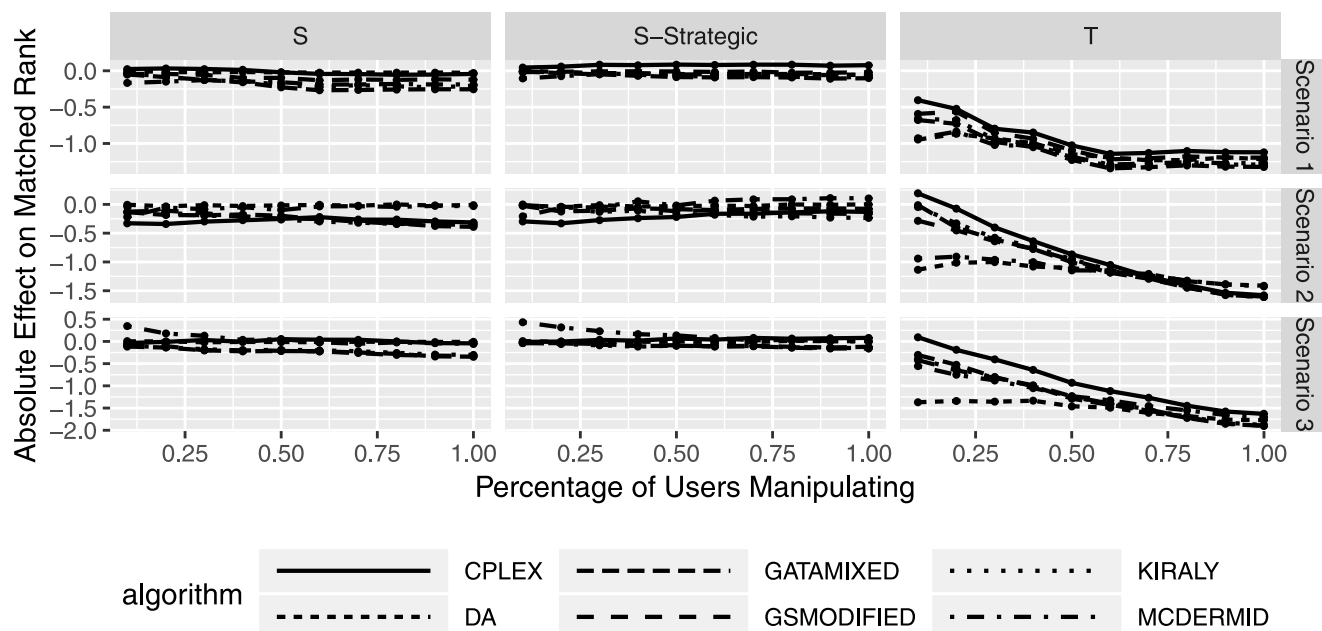 S S−Strategic T
Absolute Effect on Matched Rank
0.0
−0.5
−1.0
Scenario 1
0.0
−0.5
−1.0
−1.5
Scenario 2
0.5
0.0
−0.5
−1.0
−1.5
−2.0
Scenario 3
0.25 0.50 0.75 1.00 0.25 0.50 0.75 1.00 0.25 0.50 0.75 1.00
Percentage of Users Manipulating
algorithm
CPLEX GATAMIXED KIRALY
DA GSMODIFIED MCDERMID